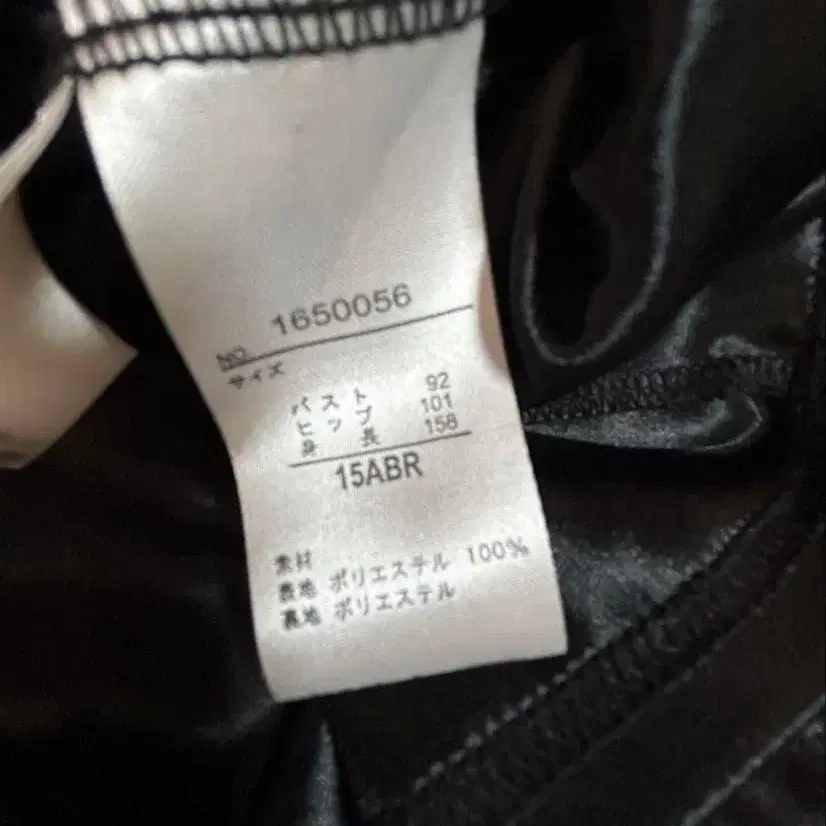 NO. 1650056
サイズ
バスト 92
ヒップ 101
身長 158
15ABR
素材
表地 ポリエステル 100%
裏地 ポリエステル